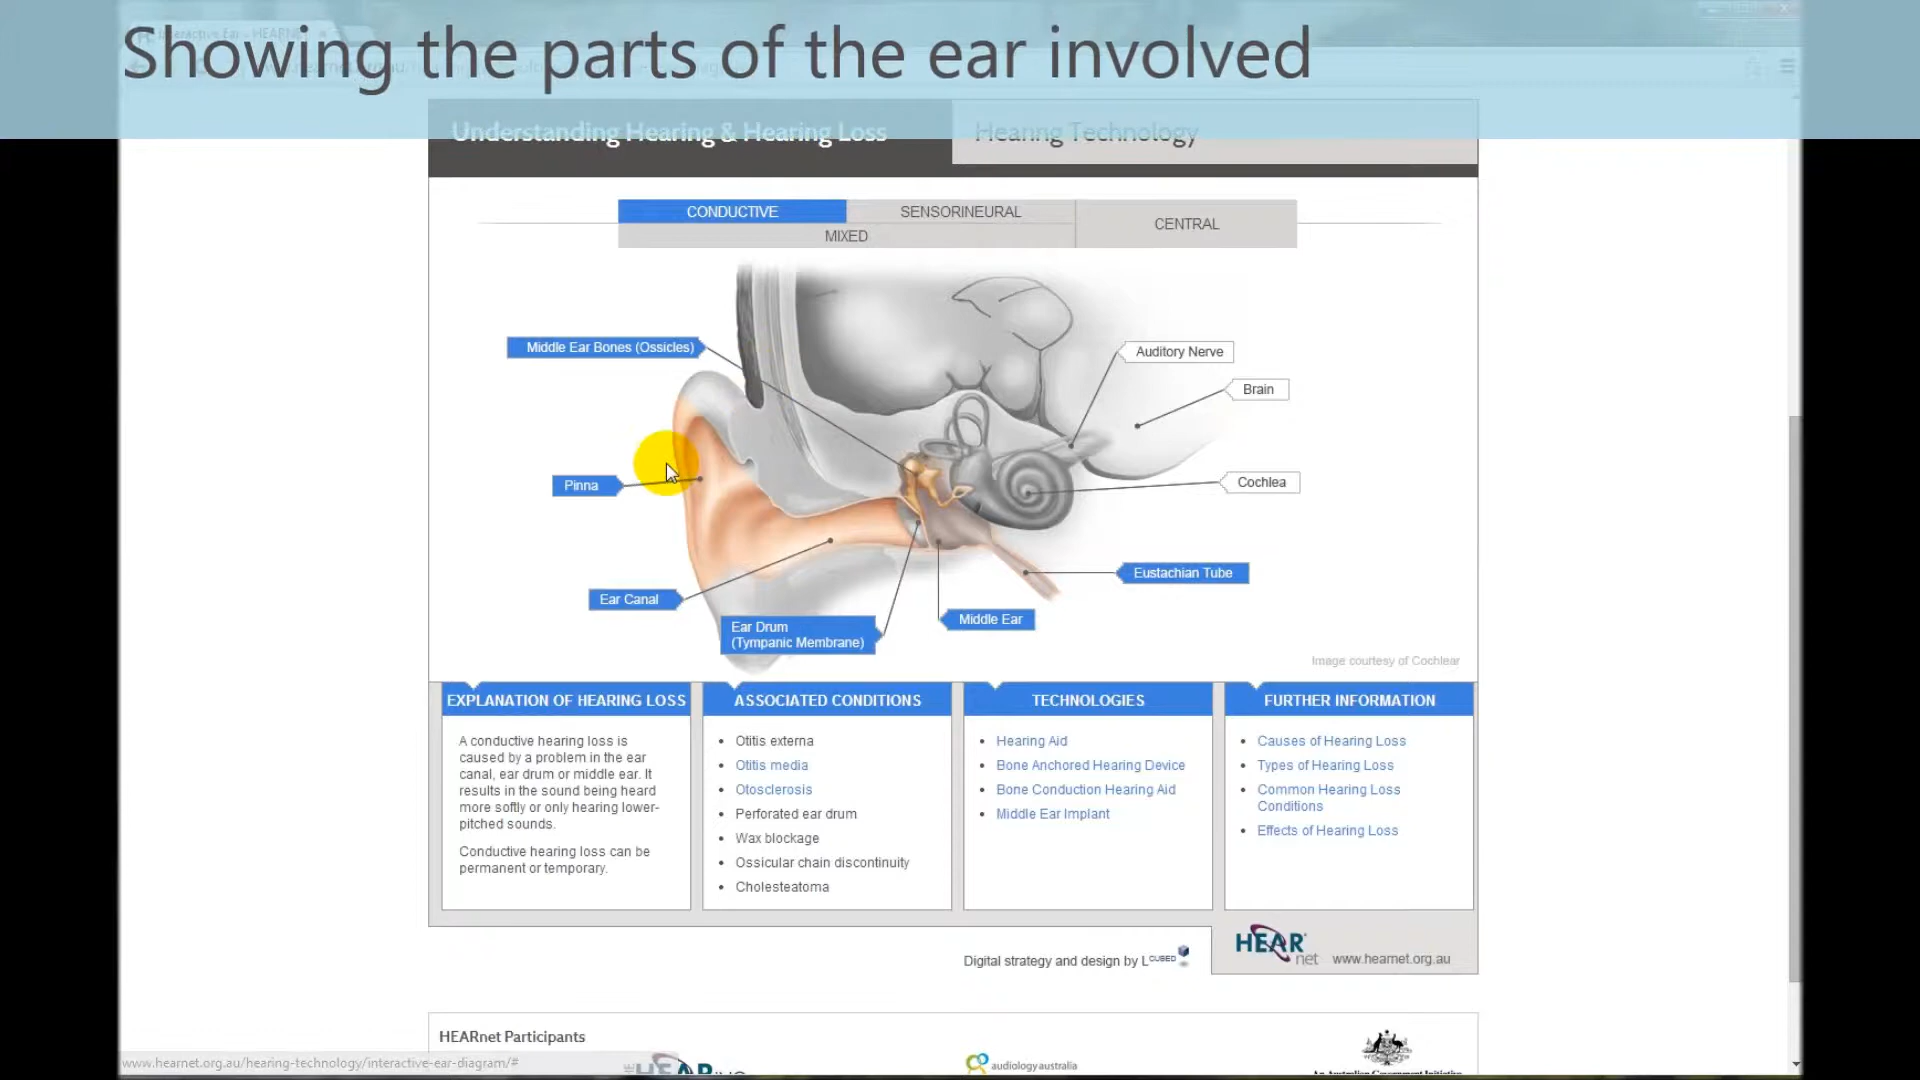 Showing the parts of the ear involved
Understanding Hearing & Hearing Loss
Hearing Technology
CONDUCTIVE
SENSORINEURAL
CENTRAL
MIXED
Middle Ear Bones (Ossicles)
Auditory Nerve
Brain
Pinna
Cochlea
Eustachian Tube
Ear Canal
Middle Ear
Ear Drum
(Tympanic Membrane)
Image courtesy of Cochlear
EXPLANATION OF HEARING LOSS
A conductive hearing loss is
caused by a problem in the ear
canal, ear drum or middle ear. It
results in the sound being heard
more softly or only hearing lower-
pitched sounds.
Conductive hearing loss can be
permanent or temporary.
ASSOCIATED CONDITIONS
• Otitis externa
• Otitis media
• Otosclerosis
• Perforated ear drum
• Wax blockage
• Ossicular chain discontinuity
• Cholesteatoma
TECHNOLOGIES
• Hearing Aid
• Bone Anchored Hearing Device
• Bone Conduction Hearing Aid
• Middle Ear Implant
FURTHER INFORMATION
• Causes of Hearing Loss
• Types of Hearing Loss
• Common Hearing Loss
Conditions
• Effects of Hearing Loss
Digital strategy and design by L CUBED
HEAR net www.hearnet.org.au
HEARnet Participants
www.hearnet.org.au/hearing-technology/interactive-ear-diagram/#
audiology australia
An Australian Government Initiative